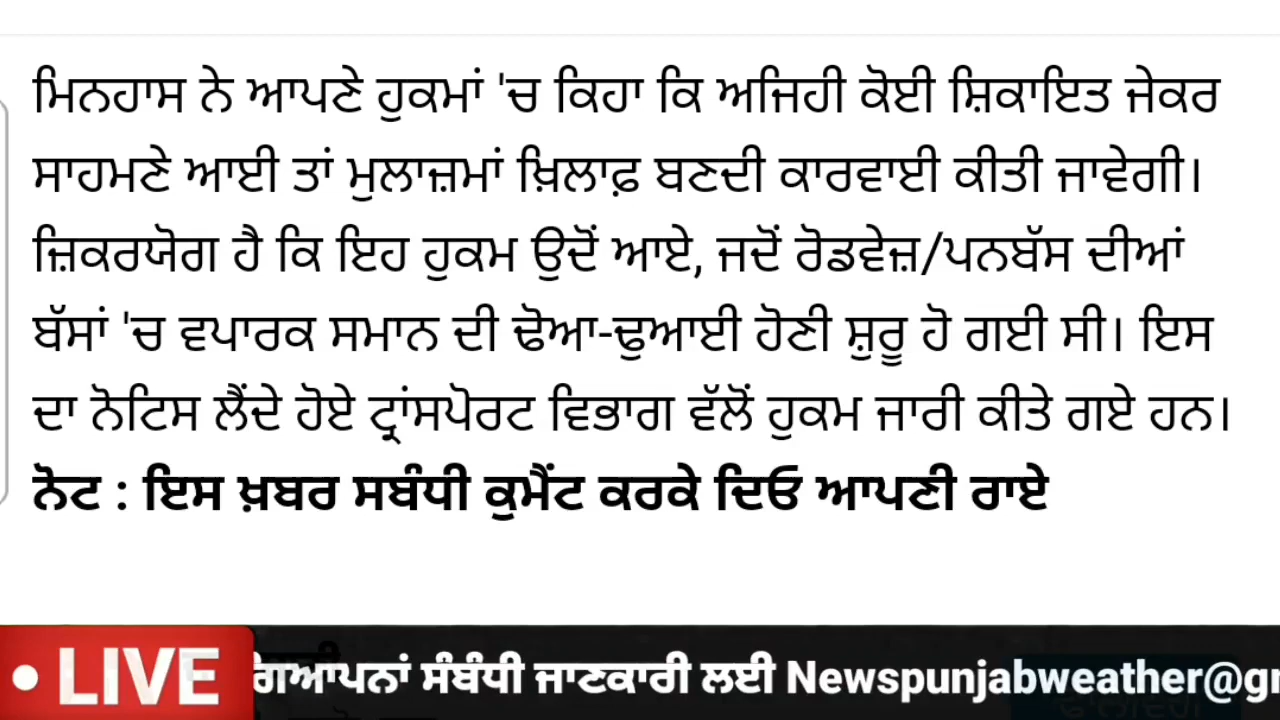 ਮਿਨਹਾਸ ਨੇ ਆਪਣੇ ਹੁਕਮਾਂ 'ਚ ਕਿਹਾ ਕਿ ਅਜਿਹੀ ਕੋਈ ਸ਼ਿਕਾਇਤ ਜੇਕਰ
ਸਾਹਮਣੇ ਆਈ ਤਾਂ ਮੁਲਾਜ਼ਮਾਂ ਖ਼ਿਲਾਫ਼ ਬਣਦੀ ਕਾਰਵਾਈ ਕੀਤੀ ਜਾਵੇਗੀ।
ਜ਼ਿਕਰਯੋਗ ਹੈ ਕਿ ਇਹ ਹੁਕਮ ਉਦੋਂ ਆਏ, ਜਦੋਂ ਰੋਡਵੇਜ਼/ਪਨਬੱਸ ਦੀਆਂ
ਬੱਸਾਂ 'ਚ ਵਪਾਰਕ ਸਮਾਨ ਦੀ ਢੋਆ-ਢੁਆਈ ਹੋਣੀ ਸ਼ੁਰੂ ਹੋ ਗਈ ਸੀ। ਇਸ
ਦਾ ਨੋਟਿਸ ਲੈਂਦੇ ਹੋਏ ਟ੍ਰਾਂਸਪੋਰਟ ਵਿਭਾਗ ਵੱਲੋਂ ਹੁਕਮ ਜਾਰੀ ਕੀਤੇ ਗਏ ਹਨ।
ਨੋਟ : ਇਸ ਖ਼ਬਰ ਸਬੰਧੀ ਕੁਮੈਂਟ ਕਰਕੇ ਦਿਓ ਆਪਣੀ ਰਾਏ
• LIVE ਗਿਆਪਨਾਂ ਸੰਬੰਧੀ ਜਾਣਕਾਰੀ ਲਈ Newspunjabweather@gr